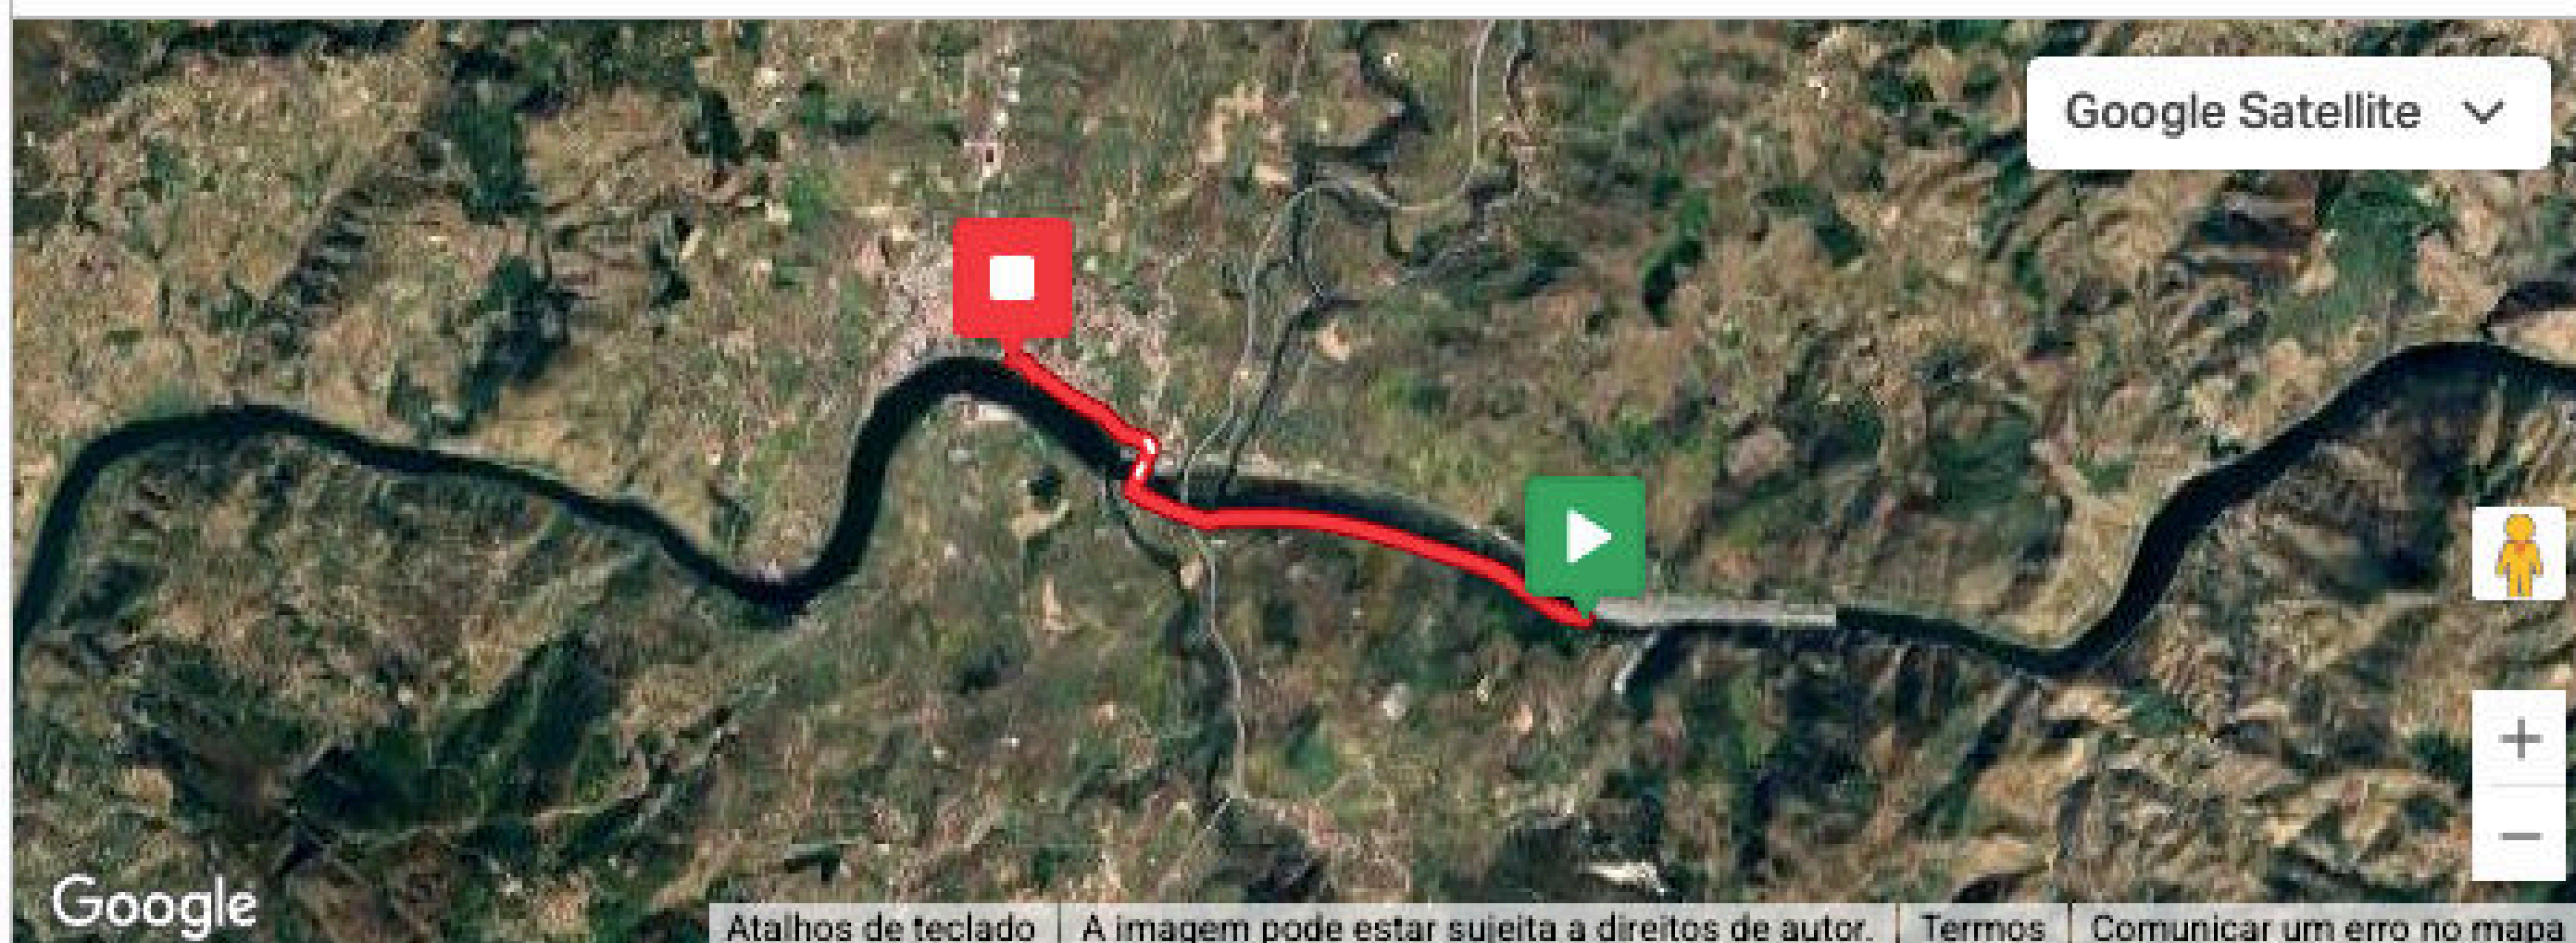 Google Satellite
+
−
Google
Atalhos de teclado
A imagem pode estar sujeita a direitos de autor.
Termos
Comunicar um erro no mapa